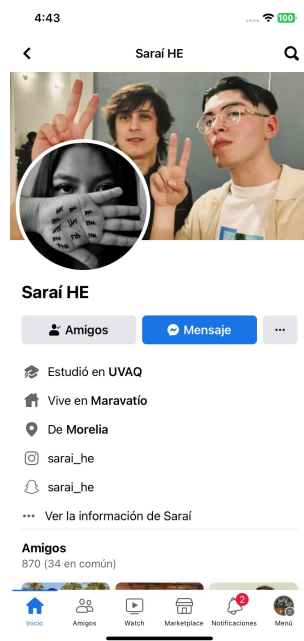 4:43
100
Saraí HE
Saraí HE
Amigos
Mensaje
Estudió en UVAQ
Vive en Maravatío
De Morelia
sarai_he
sarai_he
Ver la información de Saraí
Amigos
870 (34 en común)
2
Inicio
Amigos
Watch
Marketplace
Notificaciones
Menú